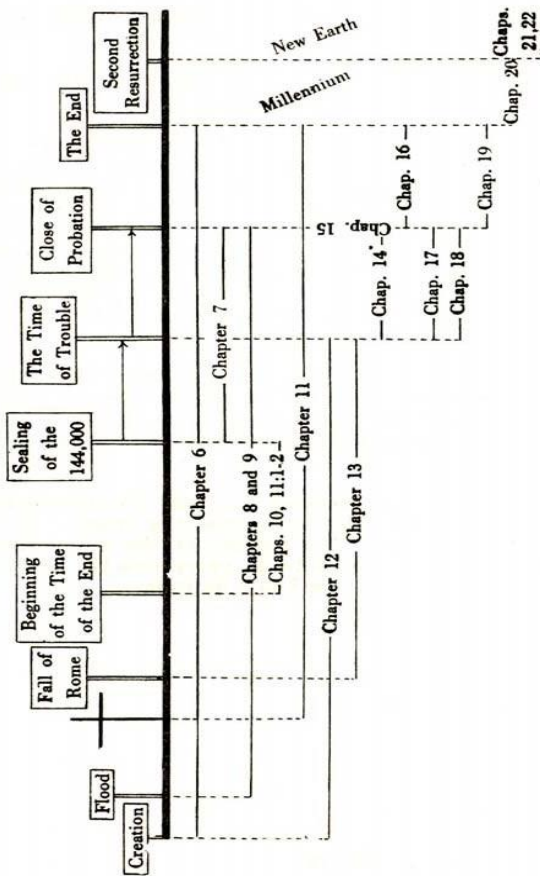 Creation
Flood
Fall of
Rome
Beginning
of the Time
of the End
Sealing
of the
144,000
The Time
of Trouble
Close of
Probation
The End
Second
Resurrection
Chapter 6
Chapter 7
Chapters 8 and 9
Chaps. 10, 11:1-2
Chapter 11
Chapter 12
Chapter 13
Chap. 14
Chap. 15
Chap. 16
Chap. 17
Chap. 18
Chap. 19
Millennium
Chap. 20
New Earth
Chaps.
21,22